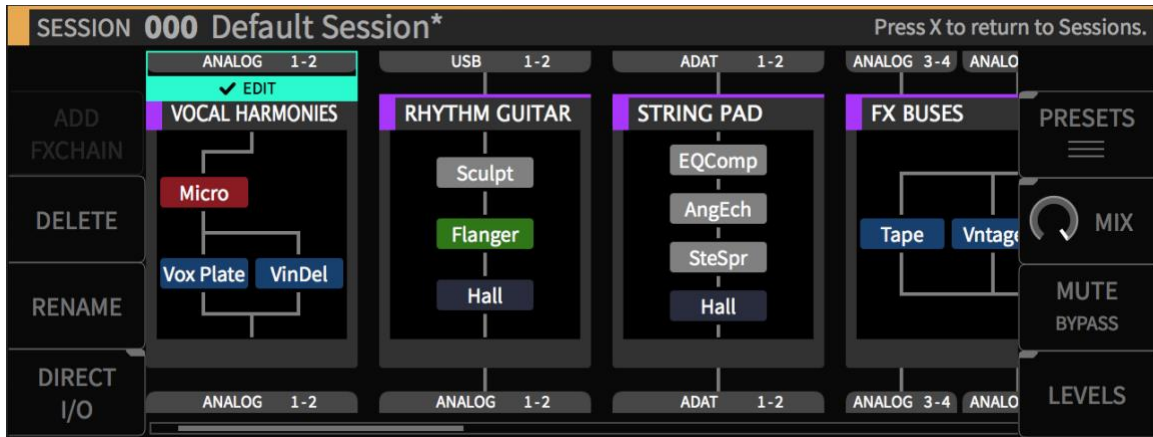 SESSION 000 Default Session*
Press X to return to Sessions.
ANALOG 1-2
USB 1-2
ADAT 1-2
ANALOG 3-4
ANALO
✔ EDIT
VOCAL HARMONIES
RHYTHM GUITAR
STRING PAD
FX BUSES
ADD
FXCHAIN
DELETE
RENAME
DIRECT
I/O
Micro
Vox Plate
VinDel
Sculpt
Flanger
Hall
EQComp
AngEch
SteSpr
Hall
Tape
Vntage
PRESETS
MIX
MUTE
BYPASS
LEVELS
ANALOG 1-2
ANALOG 1-2
ADAT 1-2
ANALOG 3-4
ANALO